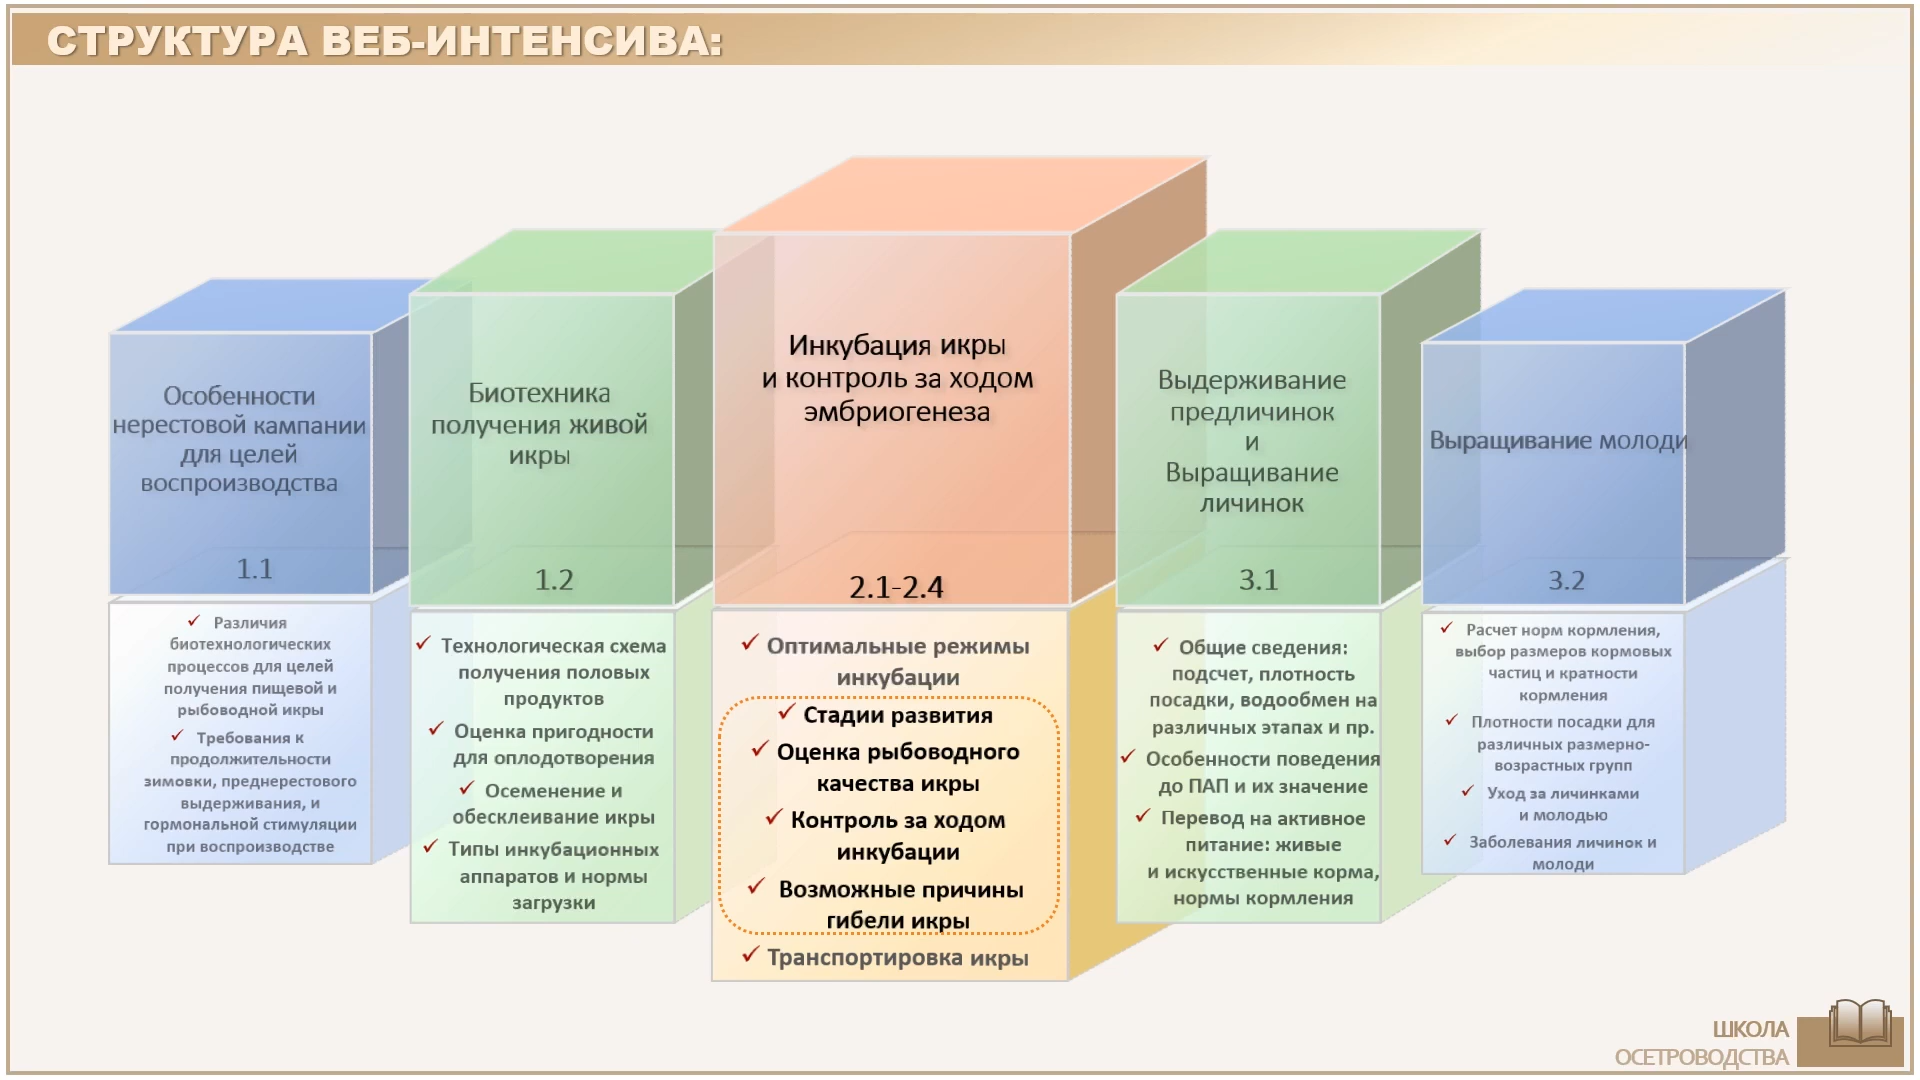 СТРУКТУРА ВЕБ-ИНТЕНСИВА:
Особенности
нерестовой кампании
для целей
воспроизводства
1.1
✓ Различия
биотехнологических
процессов для целей
получения пищевой и
рыбоводной икры
✓ Требования к
продолжительности
зимовки, преднерестового
выдерживания, и
гормональной стимуляции
при воспроизводстве
Биотехника
получения живой
икры
1.2
✓ Технологическая схема
получения половых
продуктов
✓ Оценка пригодности
для оплодотворения
✓ Осеменение и
обесклеивание икры
✓ Типы инкубационных
аппаратов и нормы
загрузки
Инкубация икры
и контроль за ходом
эмбриогенеза
2.1-2.4
✓ Оптимальные режимы
инкубации
✓ Стадии развития
✓ Оценка рыбоводного
качества икры
✓ Контроль за ходом
инкубации
✓ Возможные причины
гибели икры
✓ Транспортировка икры
Выдерживание
предличинок
и
Выращивание
личинок
3.1
✓ Общие сведения:
подсчет, плотность
посадки, водообмен на
различных этапах и пр.
✓ Особенности поведения
до ПАП и их значение
✓ Перевод на активное
питание: живые
и искусственные корма,
нормы кормления
Выращивание молоди
3.2
✓ Расчет норм кормления,
выбор размеров кормовых
частиц и кратности
кормления
✓ Плотности посадки для
различных размерно-
возрастных групп
✓ Уход за личинками
и молодью
✓ Заболевания личинок и
молоди
ШКОЛА
ОСЕТРОВОДСТВА